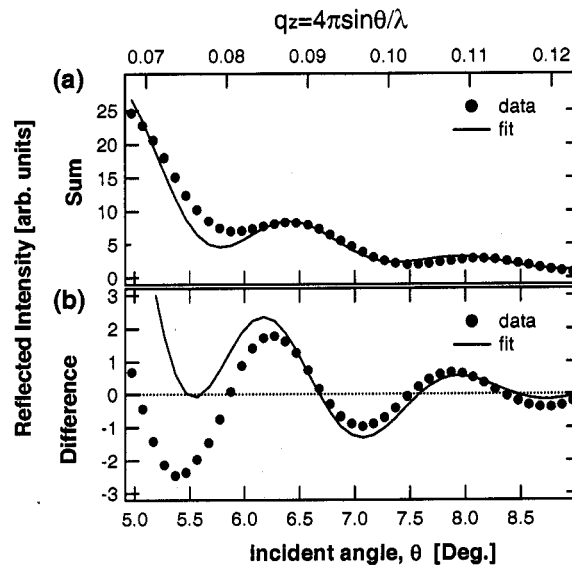 qz=4πsinθ/λ
0.07 0.08 0.09 0.10 0.11 0.12
(a)
data
fit
25
20
15
10
5
0
Sum
Reflected Intensity [arb. units]
(b)
data
fit
3
2
1
0
-1
-2
-3
Difference
5.0 5.5 6.0 6.5 7.0 7.5 8.0 8.5
incident angle, θ [Deg.]